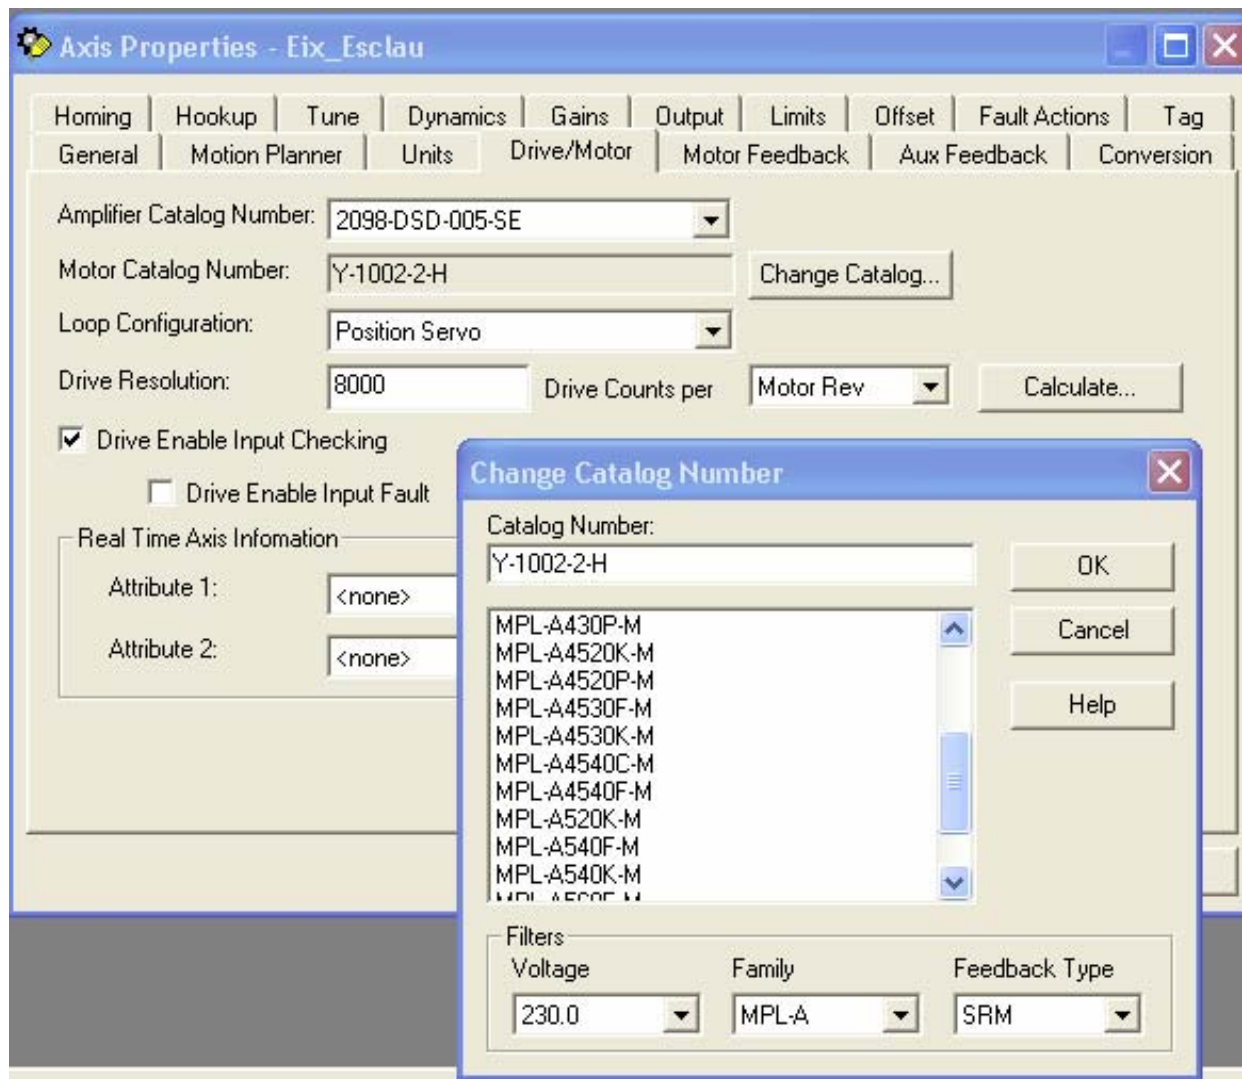 Axis Properties - Eix_Esclau
Homing Hookup Tune Dynamics Gains Output Limits Offset Fault Actions Tag
General Motion Planner Units Drive/Motor Motor Feedback Aux Feedback Conversion
Amplifier Catalog Number: 2098-DSD-005-SE
Motor Catalog Number: Y-1002-2-H Change Catalog...
Loop Configuration: Position Servo
Drive Resolution: 8000 Drive Counts per Motor Rev Calculate...
Drive Enable Input Checking
Drive Enable Input Fault
Real Time Axis Infomation
Attribute 1: <none>
Attribute 2: <none>
Change Catalog Number
Catalog Number:
Y-1002-2-H OK
Cancel
Help
MPL-A430P-M
MPL-A4520K-M
MPL-A4520P-M
MPL-A4530F-M
MPL-A4530K-M
MPL-A4540C-M
MPL-A4540F-M
MPL-A520K-M
MPL-A540F-M
MPL-A540K-M
Filters
Voltage Family Feedback Type
230.0 MPL-A SRM